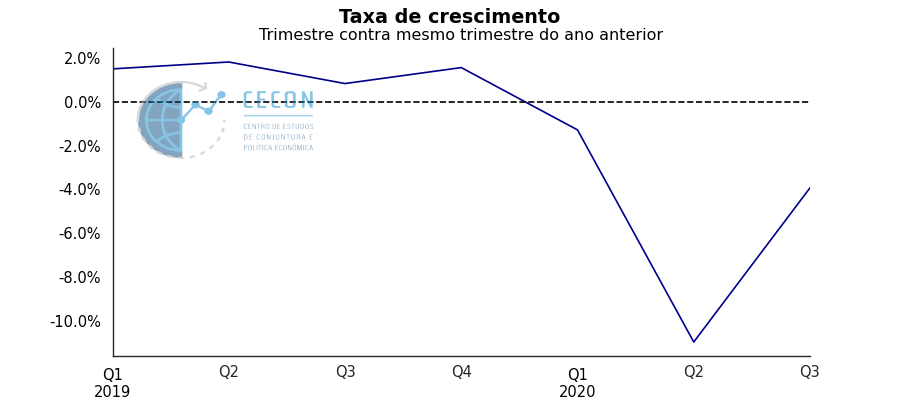 Taxa de crescimento
Trimestre contra mesmo trimestre do ano anterior
2.0%
0.0%
-2.0%
-4.0%
-6.0%
-8.0%
-10.0%
CECON
CENTRO DE ESTUDOS
DE CONJUNTURA E
POLÍTICA ECONÔMICA
Q1 Q2 Q3 Q4 Q1 Q2 Q3
2019 2020